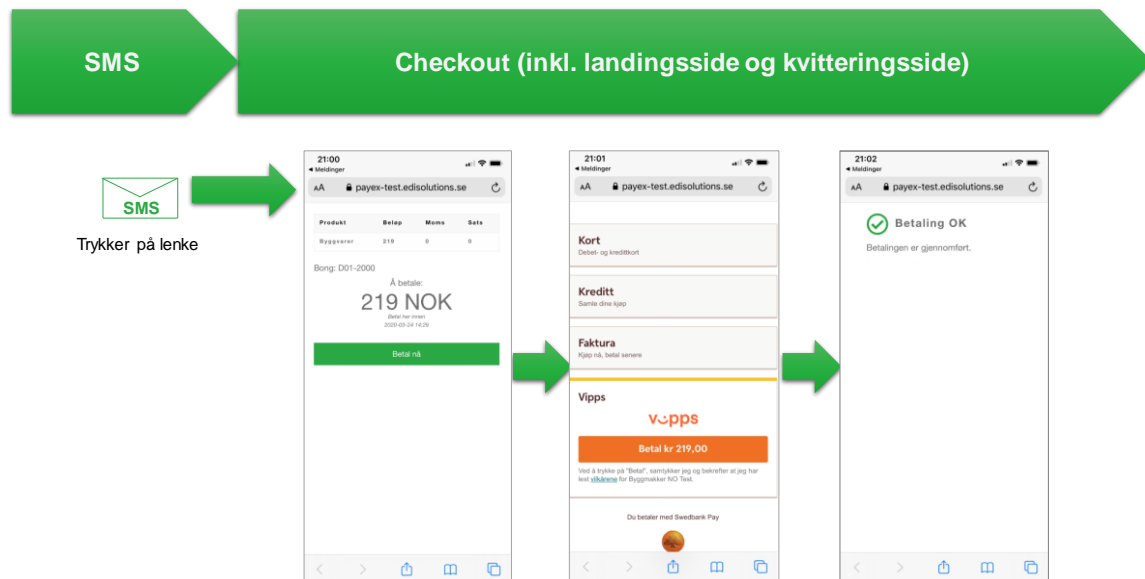 SMS
Checkout (inkl. landingsside og kvitteringsside)
SMS
Trykker på lenke
21:00
◀ Meldinger
AA payex-test.edisolutions.se
Produkt Beløp Moms Sats
Byggvarer 219 0 0
Bong: D01-2000
Å betale:
219 NOK
Betal her innen
2020-03-24 14:29
Betal nå
21:01
◀ Meldinger
AA payex-test.edisolutions.se
Kort
Debet- og kredittkort
Kreditt
Samle dine kjøp
Faktura
Kjøp nå, betal senere
Vipps
vipps
Betal kr 219,00
Ved å trykke på "Betal", samtykker jeg og bekrefter at jeg har
lest vilkårene for Byggmakker NO Test.
Du betaler med Swedbank Pay
21:02
◀ Meldinger
AA payex-test.edisolutions.se
Betaling OK
Betalingen er gjennomført.